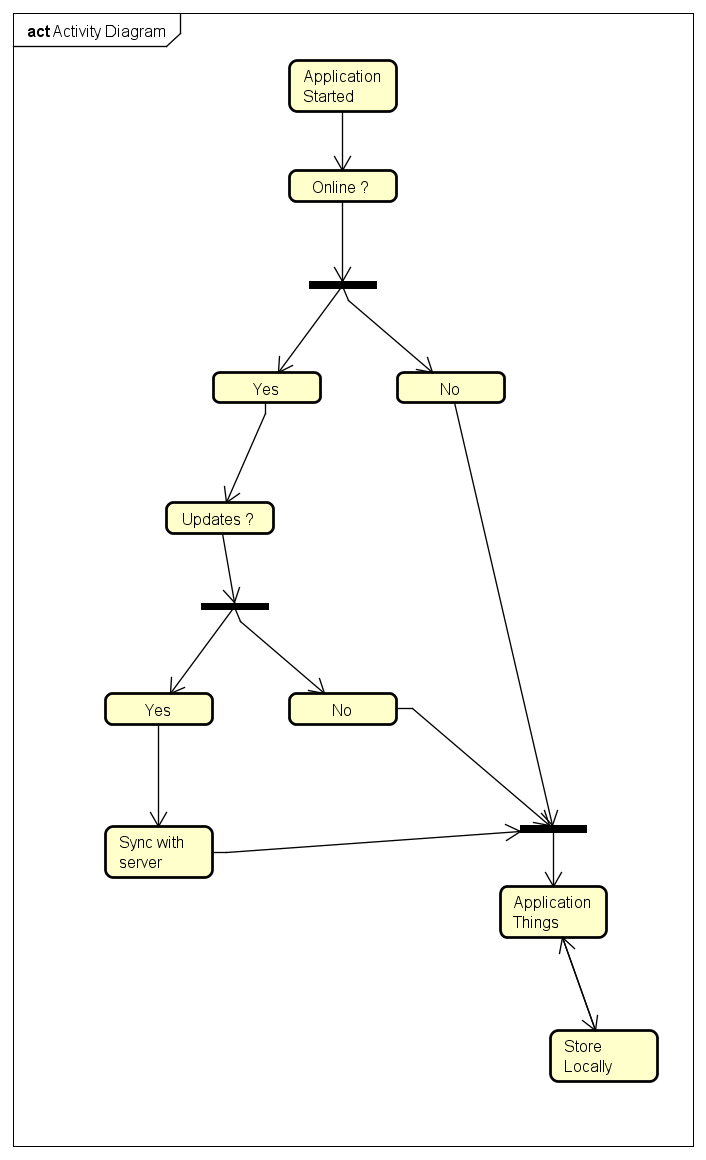 act Activity Diagram
Application
Started
Online ?
Yes
No
Updates ?
Yes
No
Sync with
server
Application
Things
Store
Locally